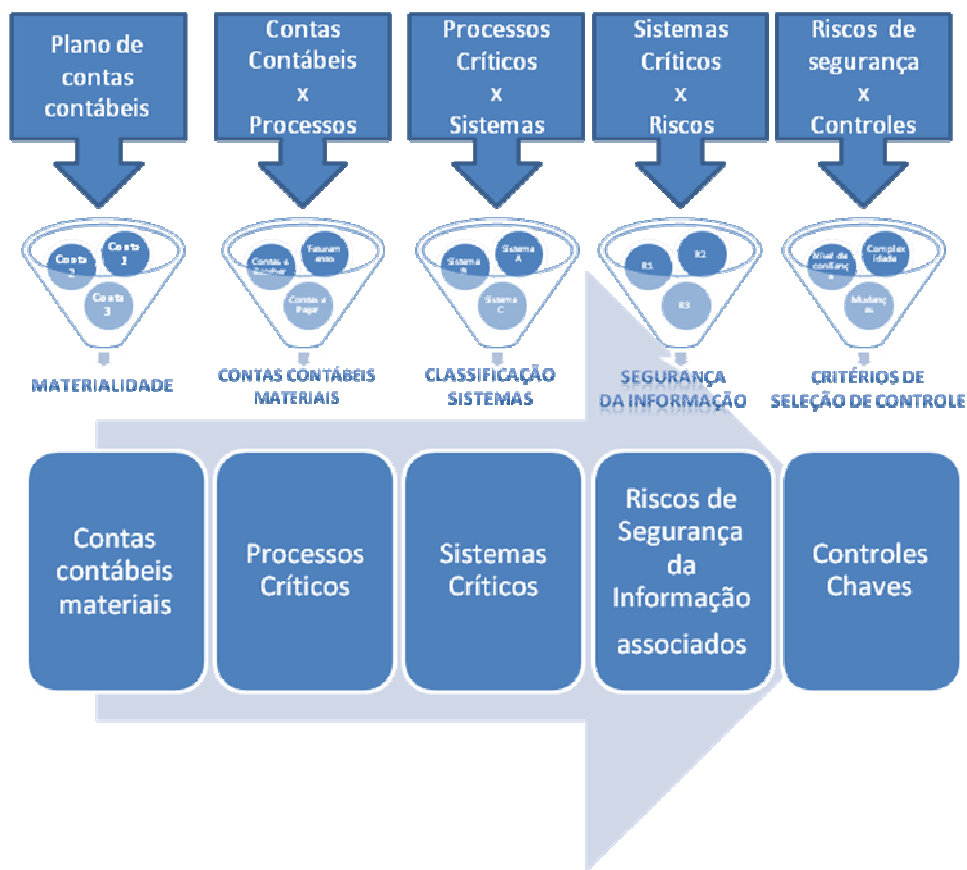 Plano de
contas
contábeis
Contas
Contábeis
x
Processos
Processos
Críticos
x
Sistemas
Sistemas
Críticos
x
Riscos
Riscos de
segurança
x
Controles
Conta
2
Conta
1
Conta
3
Contas a
Faturam
ento
Contas a
Pagar
Sistema
B
Sistema
A
Sistema
C
R2
R3
Nível de
confianç
a
Complex
idade
Mudanç
as
MATERIALIDADE
CONTAS CONTÁBEIS
MATERIAIS
CLASSIFICAÇÃO
SISTEMAS
SEGURANÇA
DA INFORMAÇÃO
CRITÉRIOS DE
SELEÇÃO DE CONTROLE
Contas
contábeis
materiais
Processos
Críticos
Sistemas
Críticos
Riscos de
Segurança
da
Informação
associados
Controles
Chaves